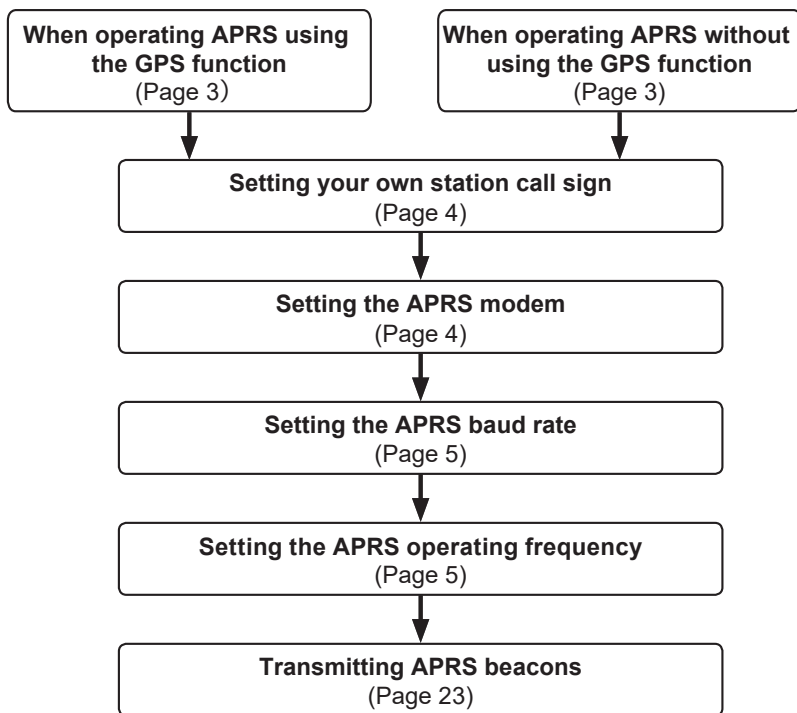 When operating APRS using
the GPS function
(Page 3）
When operating APRS without
using the GPS function
(Page 3)
Setting your own station call sign
(Page 4)
Setting the APRS modem
(Page 4)
Setting the APRS baud rate
(Page 5)
Setting the APRS operating frequency
(Page 5)
Transmitting APRS beacons
(Page 23)